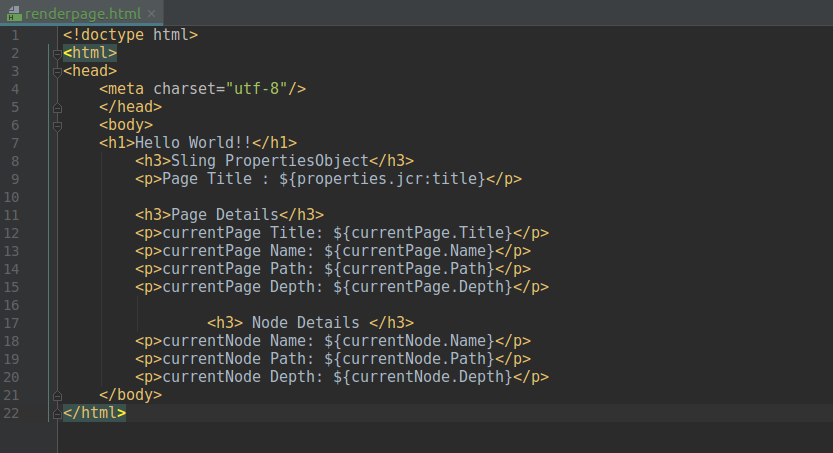 renderpage.html
1 <!doctype html>
2 <html>
3 <head>
4     <meta charset="utf-8"/>
5     </head>
6     <body>
7     <h1>Hello World!!</h1>
8         <h3>Sling PropertiesObject</h3>
9         <p>Page Title : ${properties.jcr:title}</p>
10
11         <h3>Page Details</h3>
12         <p>currentPage Title: ${currentPage.Title}</p>
13         <p>currentPage Name: ${currentPage.Name}</p>
14         <p>currentPage Path: ${currentPage.Path}</p>
15         <p>currentPage Depth: ${currentPage.Depth}</p>
16
17                 <h3> Node Details </h3>
18         <p>currentNode Name: ${currentNode.Name}</p>
19         <p>currentNode Path: ${currentNode.Path}</p>
20         <p>currentNode Depth: ${currentNode.Depth}</p>
21     </body>
22 </html>